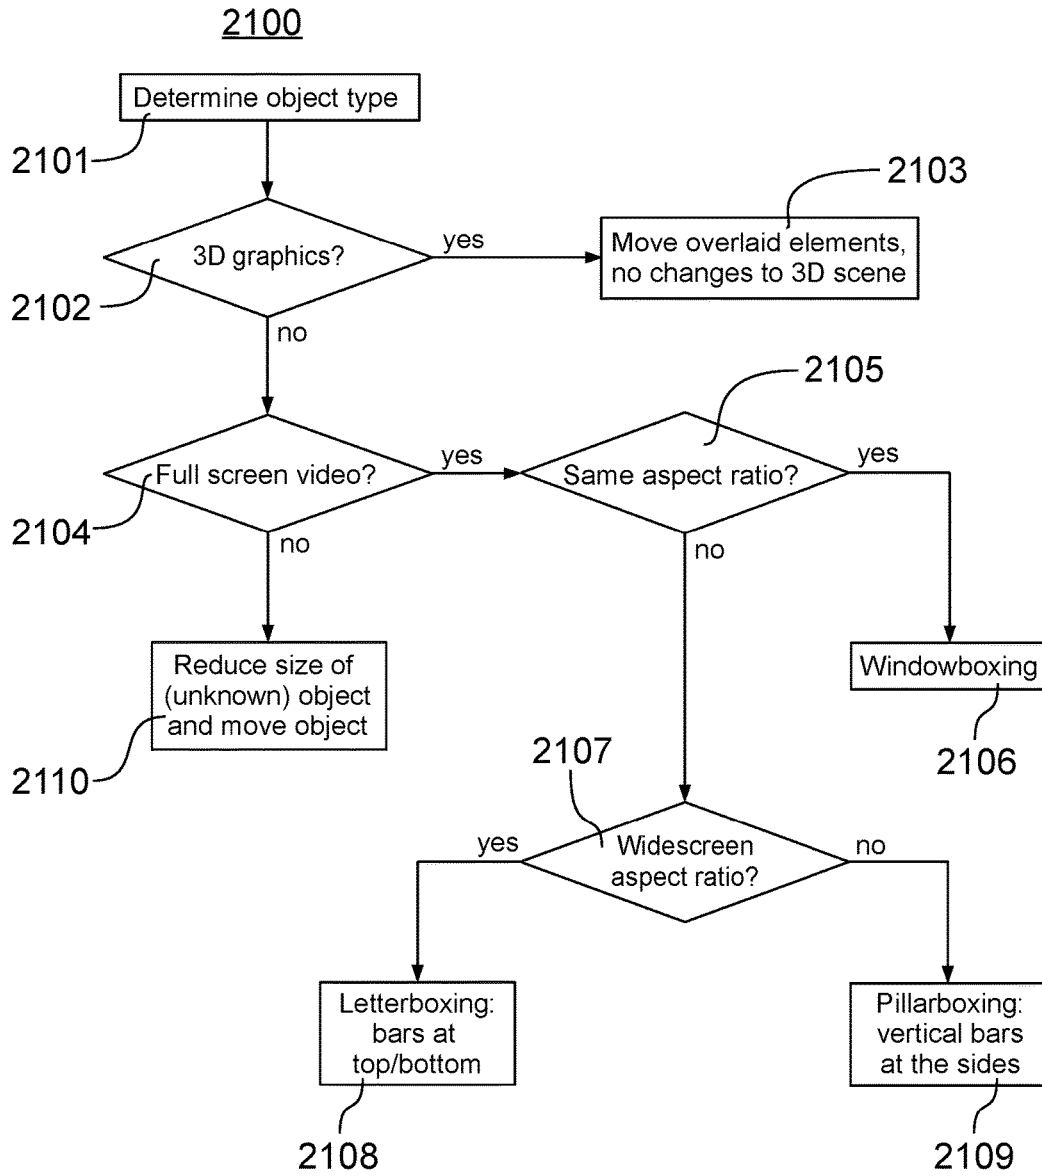 2100
Determine object type
2101
2103
3D graphics?
yes
Move overlaid elements,
no changes to 3D scene
2102
no
2105
Full screen video?
yes
Same aspect ratio?
yes
2104
no
no
Reduce size of
(unknown) object
and move object
Windowboxing
2110
2107
2106
yes
Widescreen
aspect ratio?
no
Letterboxing:
bars at
top/bottom
Pillarboxing:
vertical bars
at the sides
2108
2109